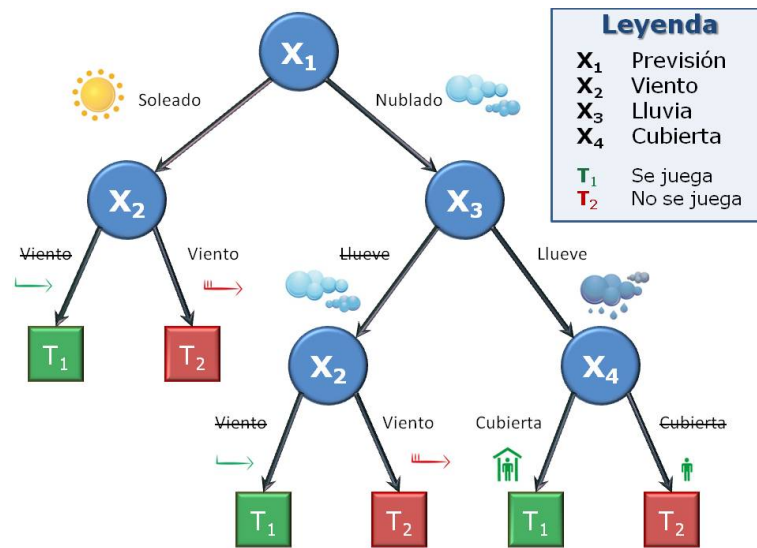 Leyenda
X1 Previsión
X2 Viento
X3 Lluvia
X4 Cubierta
T1 Se juega
T2 No se juega
X1
Soleado Nublado
X2 X3
Viento Viento Llueve Llueve
T1 T2
X2 X4
Viento Viento Cubierta Cubierta
T1 T2 T1 T2